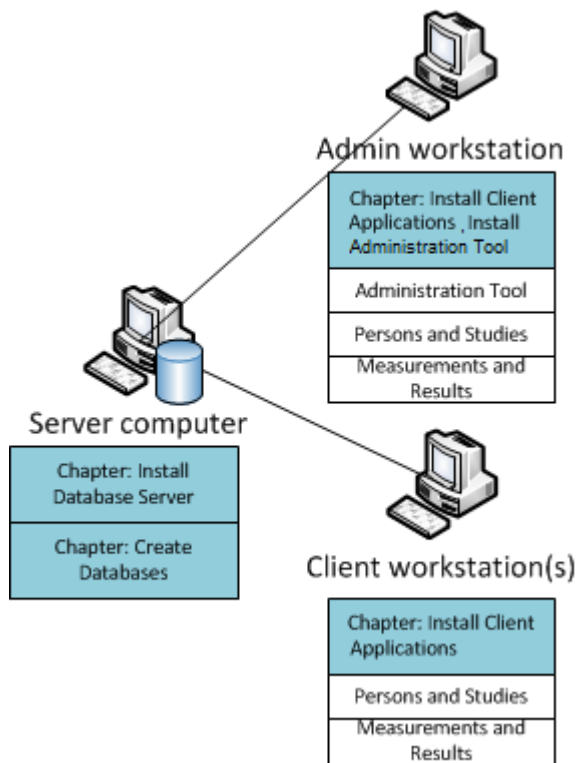 Admin workstation
Chapter: Install Client
Applications , Install
Administration Tool
Administration Tool
Persons and Studies
Measurements and
Results
Server computer
Chapter: Install
Database Server
Chapter: Create
Databases
Client workstation(s)
Chapter: Install Client
Applications
Persons and Studies
Measurements and
Results